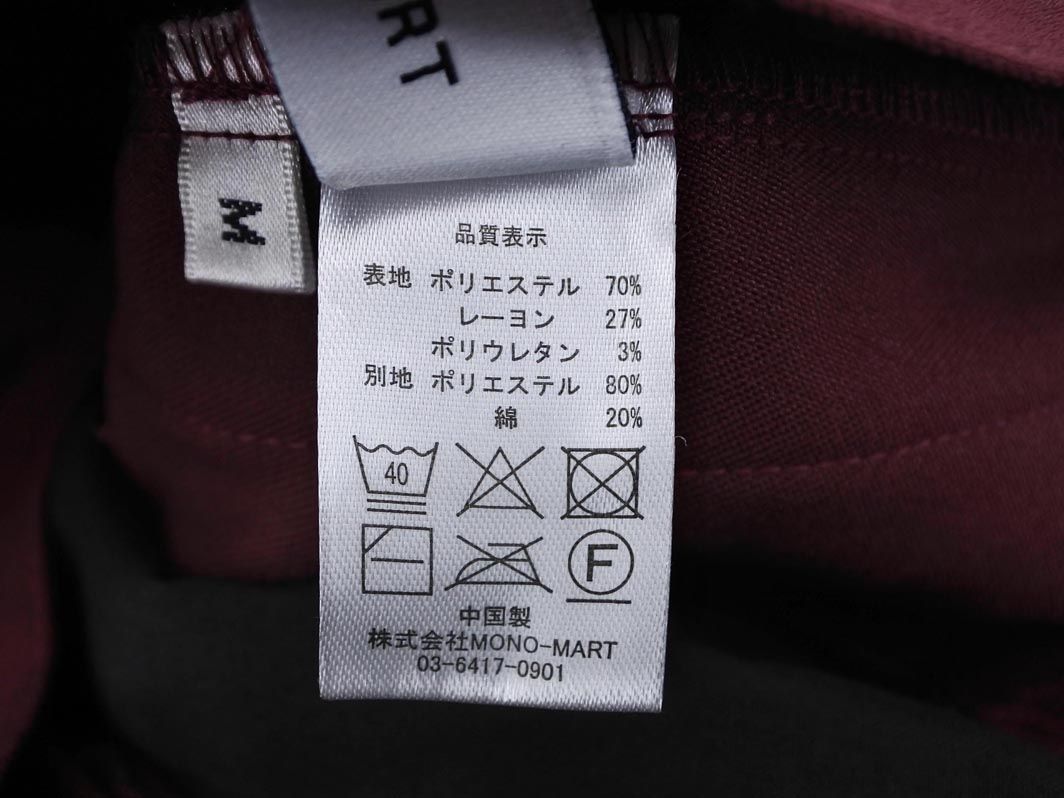 RT
M
品質表示
表地 ポリエステル 70%
レーヨン 27%
ポリウレタン 3%
別地 ポリエステル 80%
綿 20%
40
F
中国製
株式会社MONO-MART
03-6417-0901